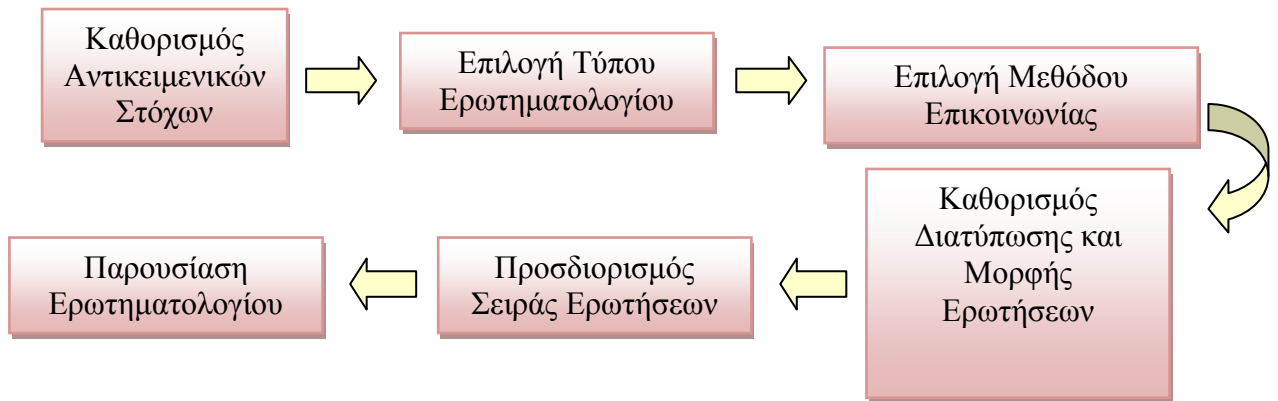 Καθορισμός
Αντικειμενικών
Στόχων
Επιλογή Τύπου
Ερωτηματολογίου
Επιλογή Μεθόδου
Επικοινωνίας
Καθορισμός
Διατύπωσης και
Μορφής
Ερωτήσεων
Προσδιορισμός
Σειράς Ερωτήσεων
Παρουσίαση
Ερωτηματολογίου